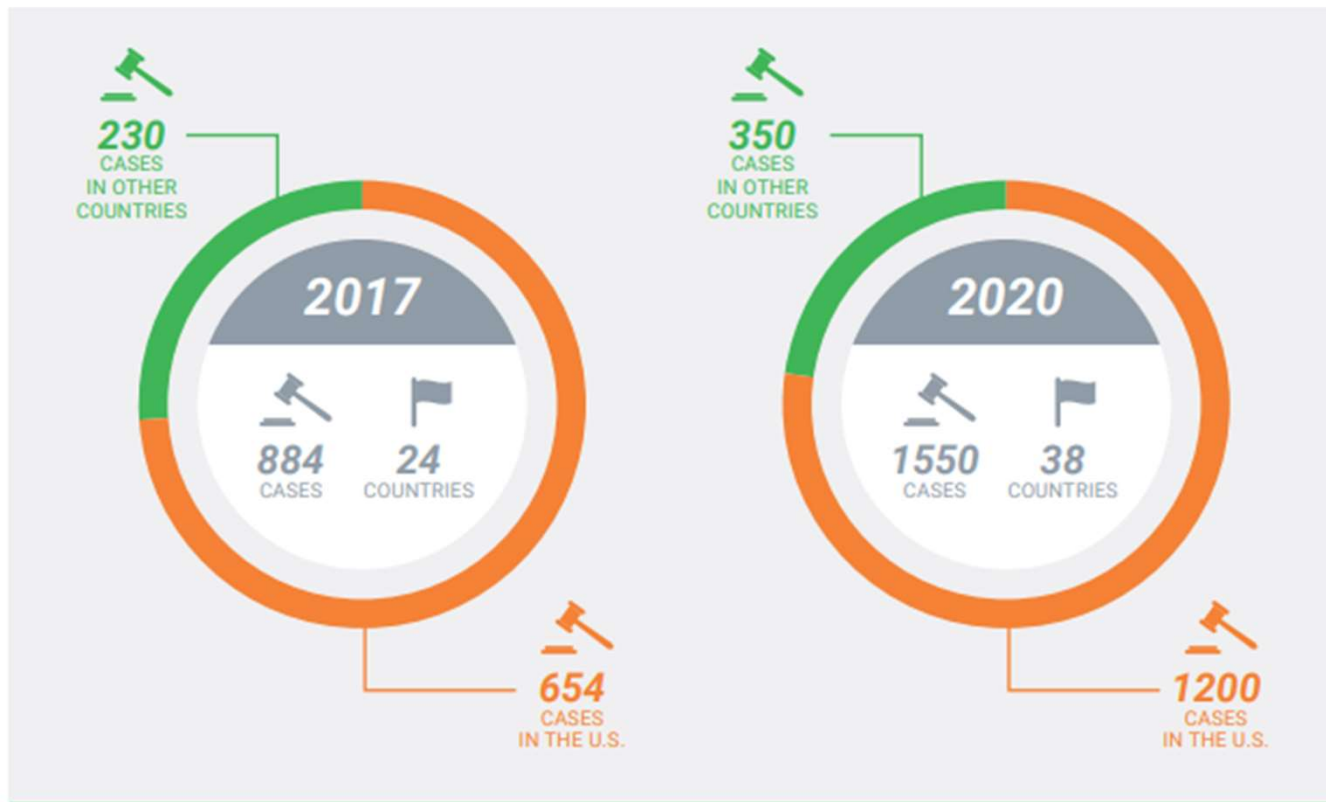 230
CASES
IN OTHER
COUNTRIES
2017
884
CASES
24
COUNTRIES
654
CASES
IN THE U.S.
350
CASES
IN OTHER
COUNTRIES
2020
1550
CASES
38
COUNTRIES
1200
CASES
IN THE U.S.